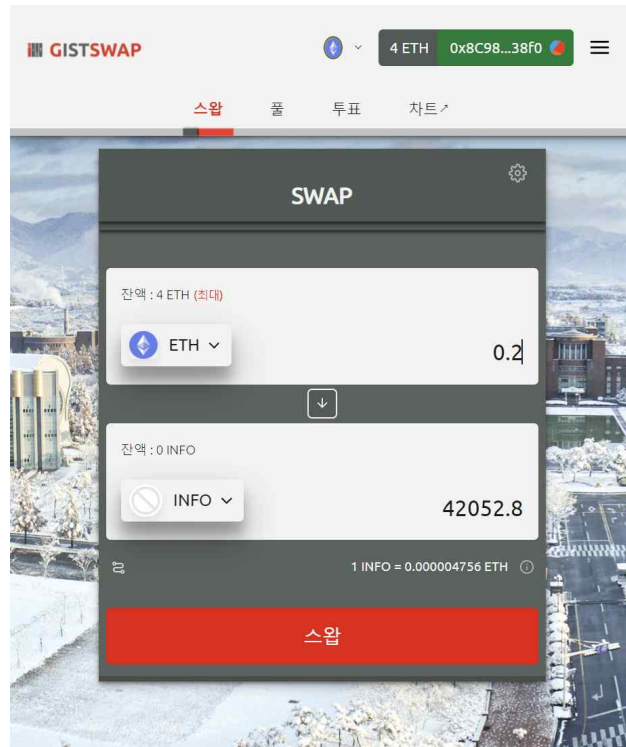 GISTSWAP
4 ETH 0x8C98...38f0
스왑 풀 투표 차트↗
SWAP
잔액 : 4 ETH (최대)
ETH
0.2
잔액 : 0 INFO
INFO
42052.8
1 INFO = 0.000004756 ETH
스왑